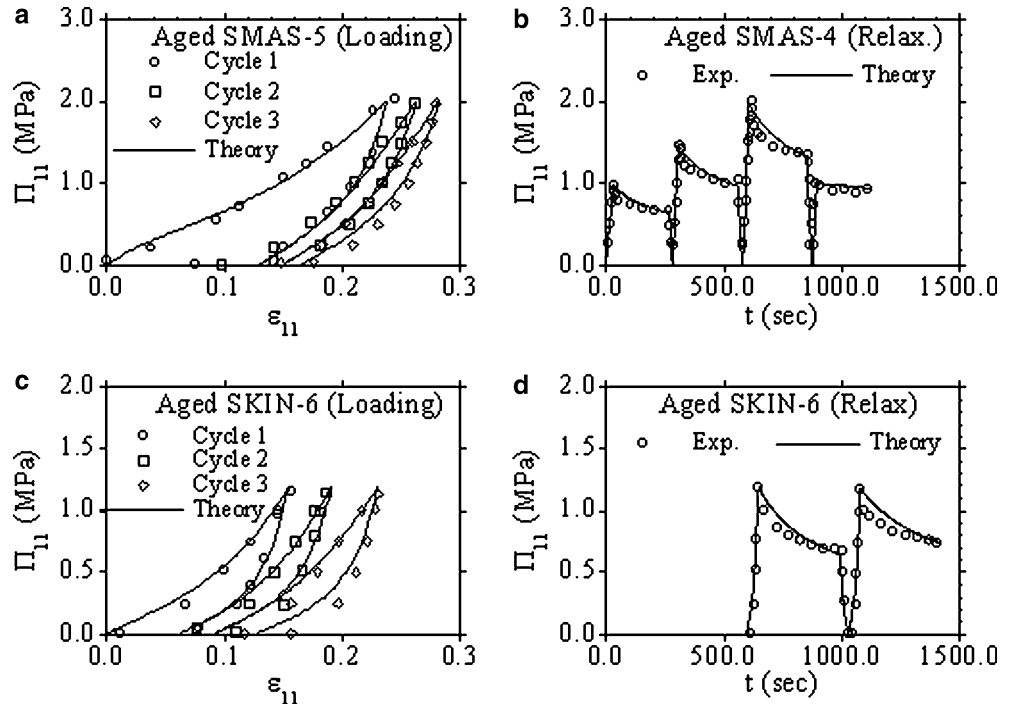 a
Aged SMAS-5 (Loading)
Cycle 1
Cycle 2
Cycle 3
Theory
3.0
2.0
1.0
0.0
Π11 (MPa)
0.0 0.1 0.2 0.3
ε11
b
Aged SMAS-4 (Relax.)
Exp. Theory
3.0
2.0
1.0
0.0
Π11 (MPa)
0.0 500.0 1000.0 1500.0
t (sec)
c
Aged SKIN-6 (Loading)
Cycle 1
Cycle 2
Cycle 3
Theory
2.0
1.5
1.0
0.5
0.0
Π11 (MPa)
0.0 0.1 0.2 0.3
ε11
d
Aged SKIN-6 (Relax)
Exp. Theory
2.0
1.5
1.0
0.5
0.0
Π11 (MPa)
0.0 500.0 1000.0 1500.0
t (sec)